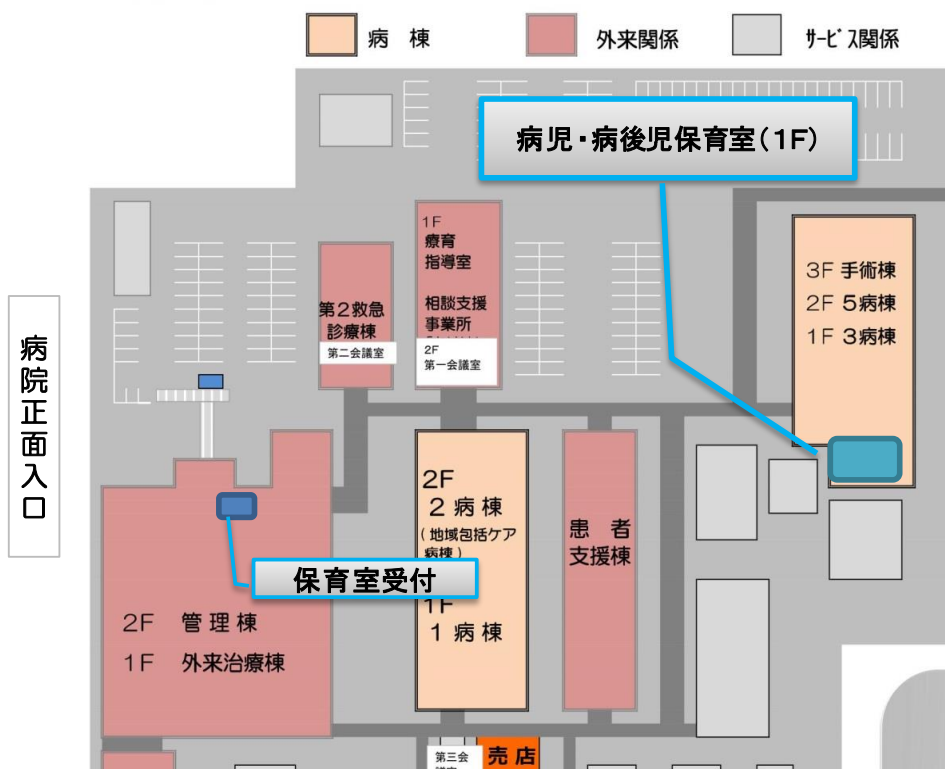 病 棟
外来関係
サービス関係
病児・病後児保育室(1F)
病院正面入口
1F
療育
指導室
相談支援
事業所
2F
第一会議室
第2救急
診療棟
第二会議室
3F 手術棟
2F 5病棟
1F 3病棟
2F
2 病棟
(地域包括ケア
病棟)
1F
1 病棟
患 者
支援棟
保育室受付
2F 管理棟
1F 外来治療棟
第三会
売店